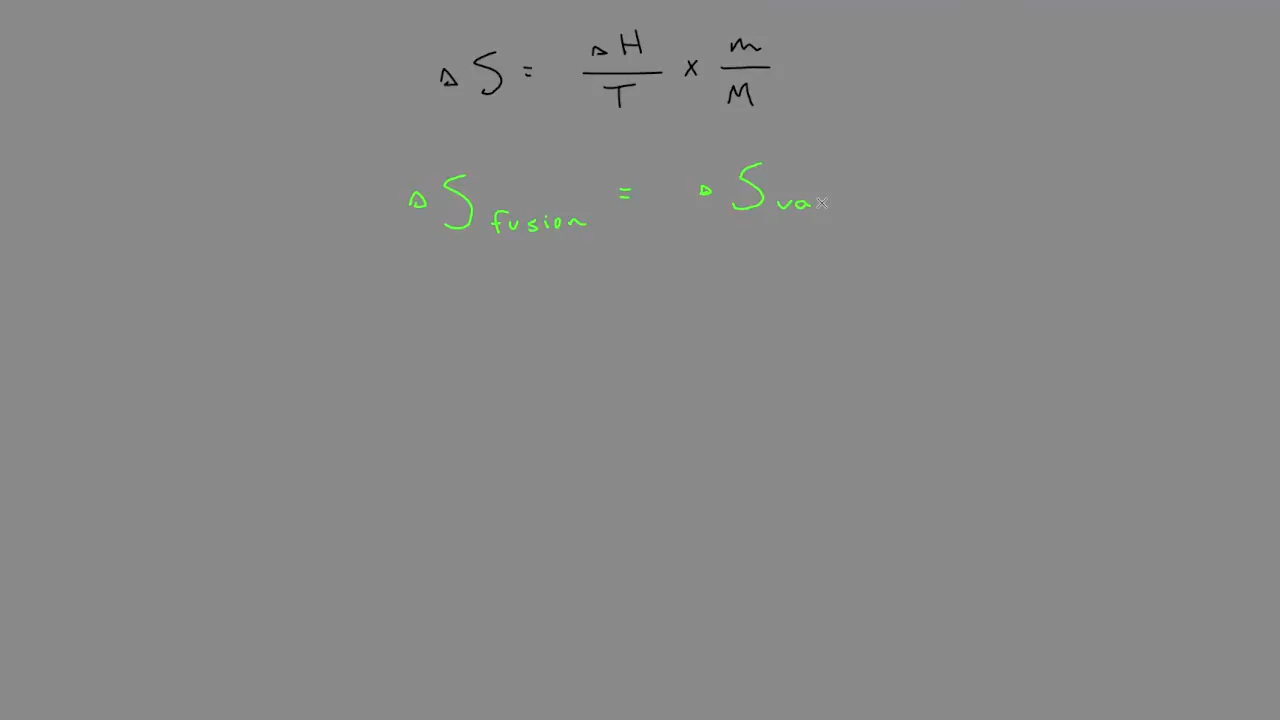 ΔS = ΔH/T × m/M
ΔS fusion = ΔS va